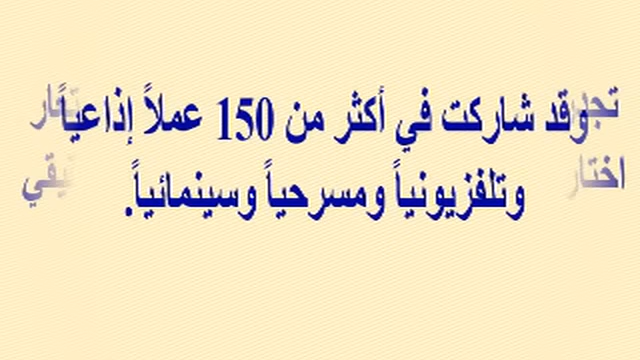 وقد شاركت في أكثر من 150 عملاً إذاعياً
وتلفزيونياً ومسرحياً وسينمائياً.